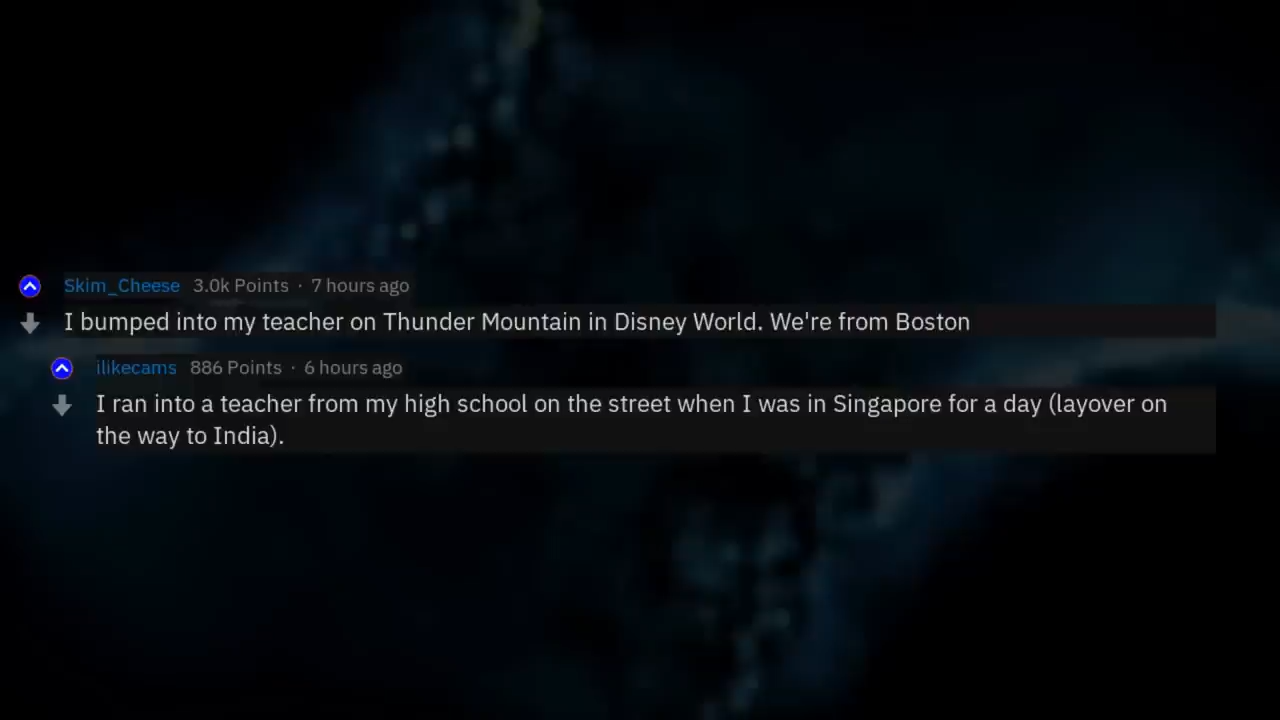 Skim_Cheese 3.0k Points · 7 hours ago
I bumped into my teacher on Thunder Mountain in Disney World. We're from Boston
ilikecams 886 Points · 6 hours ago
I ran into a teacher from my high school on the street when I was in Singapore for a day (layover on
the way to India).